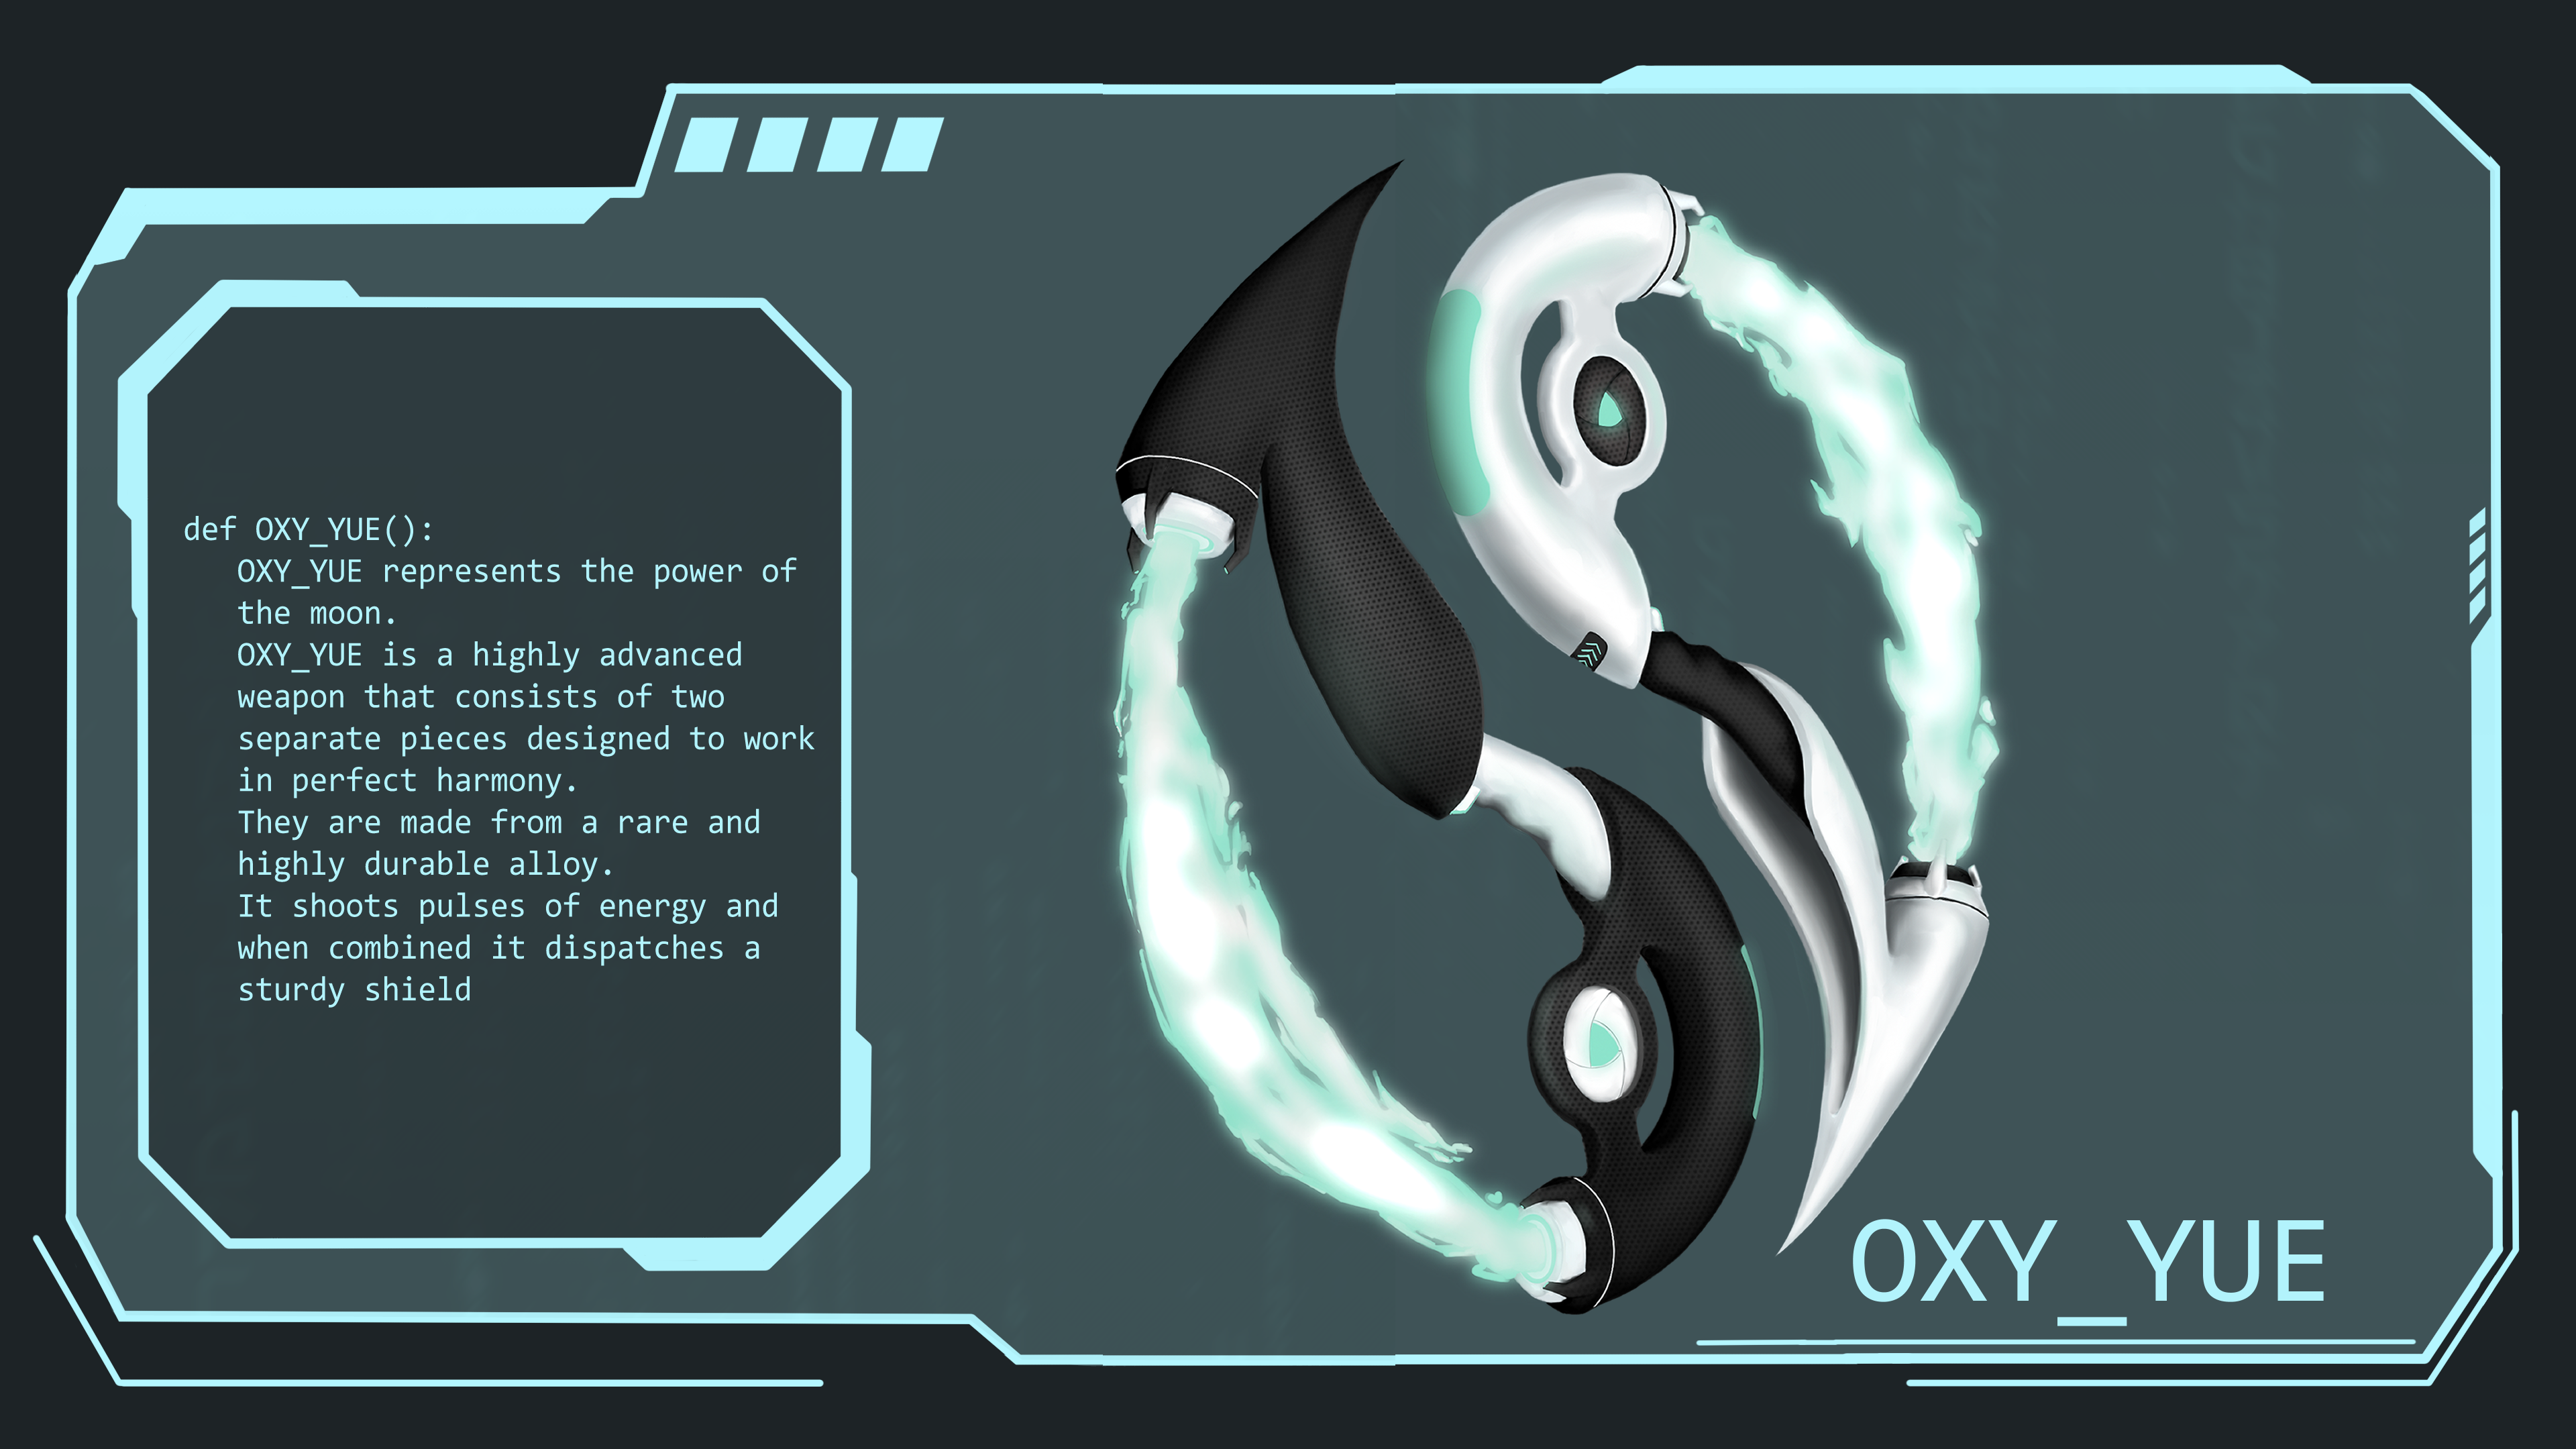 def OXY_YUE():
OXY_YUE represents the power of
the moon.
OXY_YUE is a highly advanced
weapon that consists of two
separate pieces designed to work
in perfect harmony.
They are made from a rare and
highly durable alloy.
It shoots pulses of energy and
when combined it dispatches a
sturdy shield
OXY_YUE